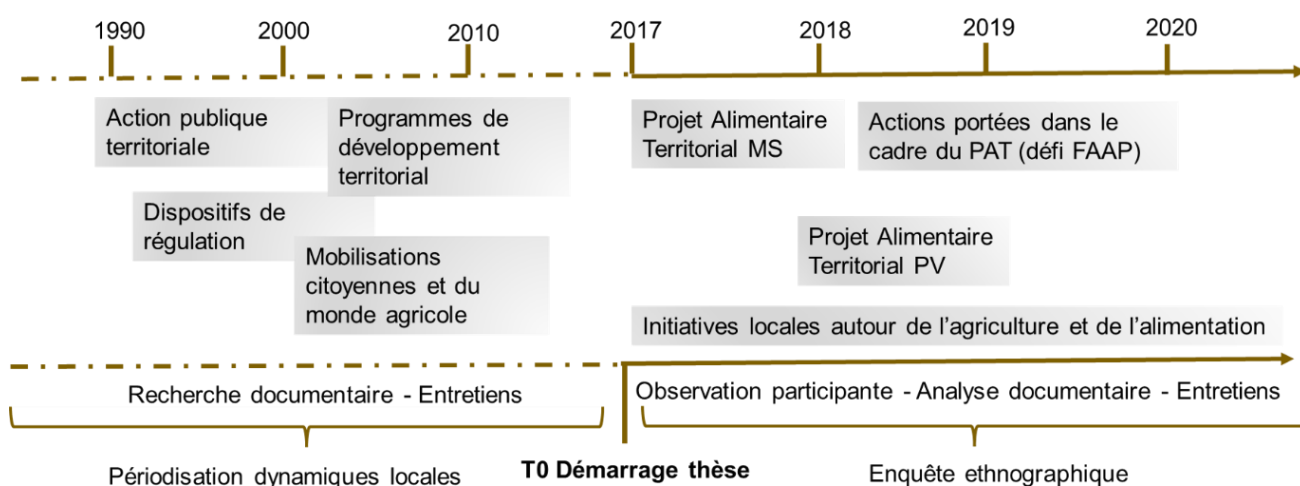 1990 2000 2010 2017 2018 2019 2020
Action publique
territoriale
Programmes de
développement
territorial
Projet Alimentaire
Territorial MS
Actions portées dans le
cadre du PAT (défi FAAP)
Dispositifs de
régulation
Mobilisations
citoyennes et du
monde agricole
Projet Alimentaire
Territorial PV
Initiatives locales autour de l'agriculture et de l'alimentation
Recherche documentaire - Entretiens
Observation participante - Analyse documentaire - Entretiens
Périodisation dynamiques locales
T0 Démarrage thèse
Enquête ethnographique